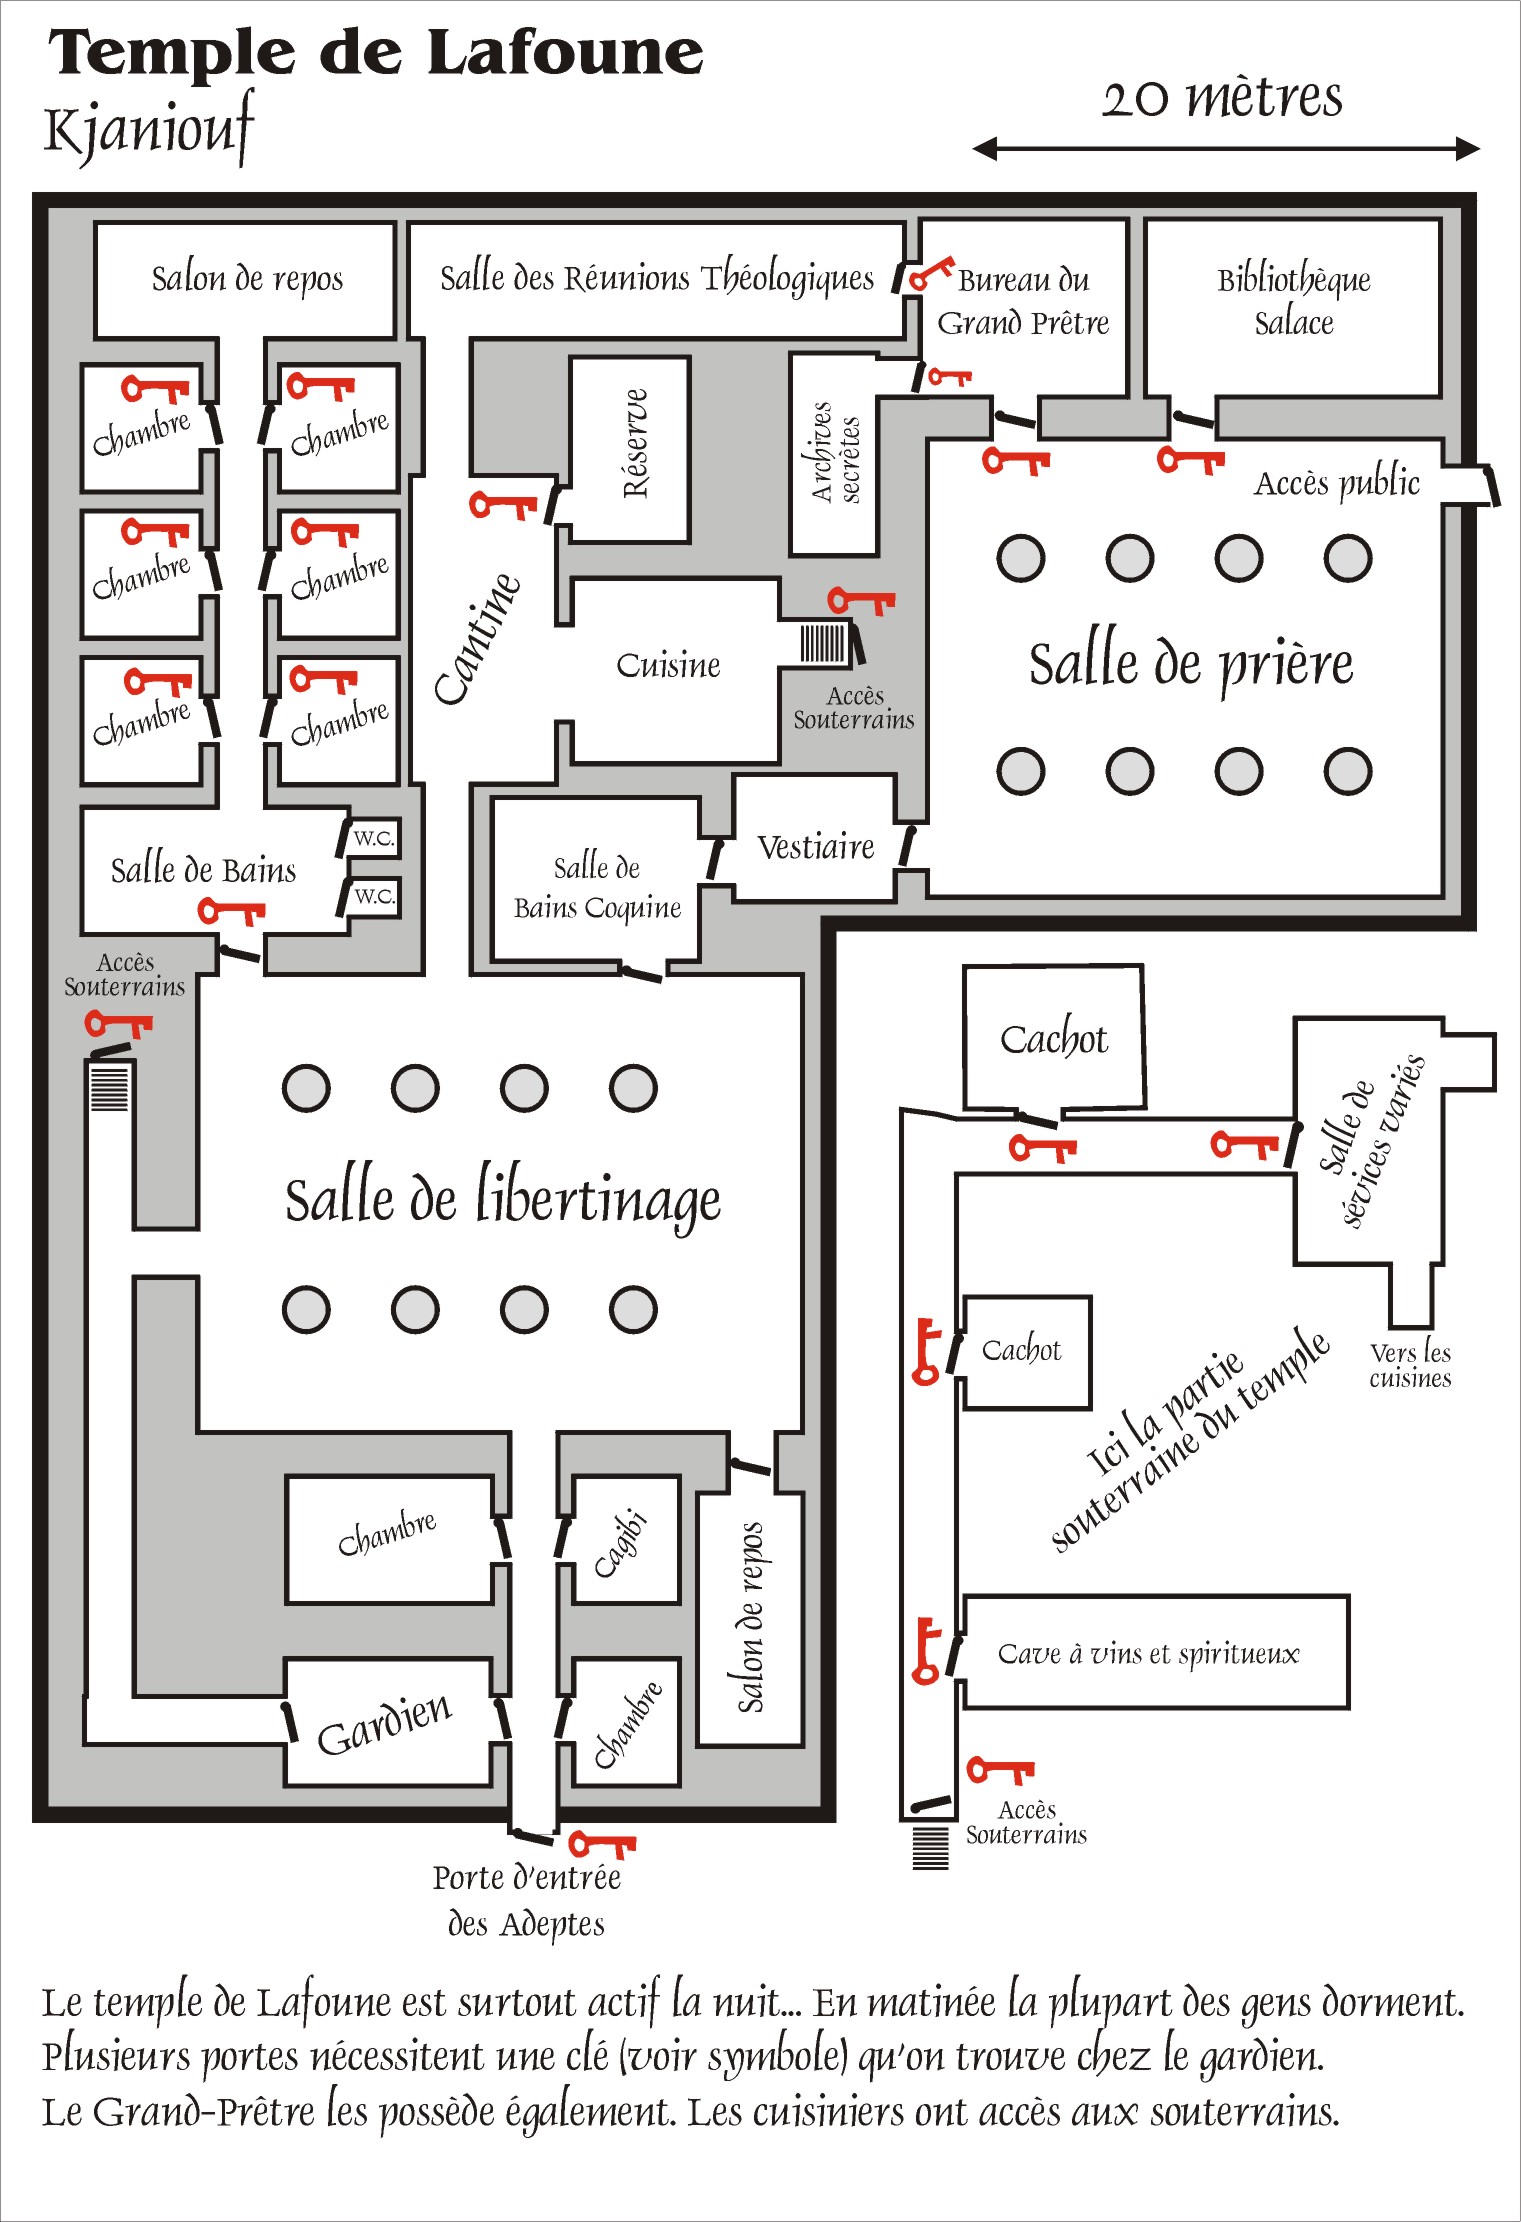 Temple de Lafoune
Kjaniouf
20 mètres
Salon de repos
Salle des Réunions Théologiques
Bureau du
Grand Prêtre
Bibliothèque
Salace
Chambre
Chambre
Réserve
Archives
secrètes
Accès public
Chambre
Chambre
Cantine
Cuisine
Accès
Souterrains
Salle de prière
Chambre
Chambre
Salle de Bains
W.C.
W.C.
Salle de
Bains Coquine
Vestiaire
Accès
Souterrains
Salle de libertinage
Cachot
Salle de
sévices variés
Cachot
Vers les
cuisines
Ici la partie
souterraine du temple
Chambre
Cagibi
Salon de repos
Gardien
Chambre
Cave à vins et spiritueux
Accès
Souterrains
Porte d'entrée
des Adeptes
Le temple de Lafoune est surtout actif la nuit... En matinée la plupart des gens dorment.
Plusieurs portes nécessitent une clé (voir symbole) qu'on trouve chez le gardien.
Le Grand-Prêtre les possède également. Les cuisiniers ont accès aux souterrains.